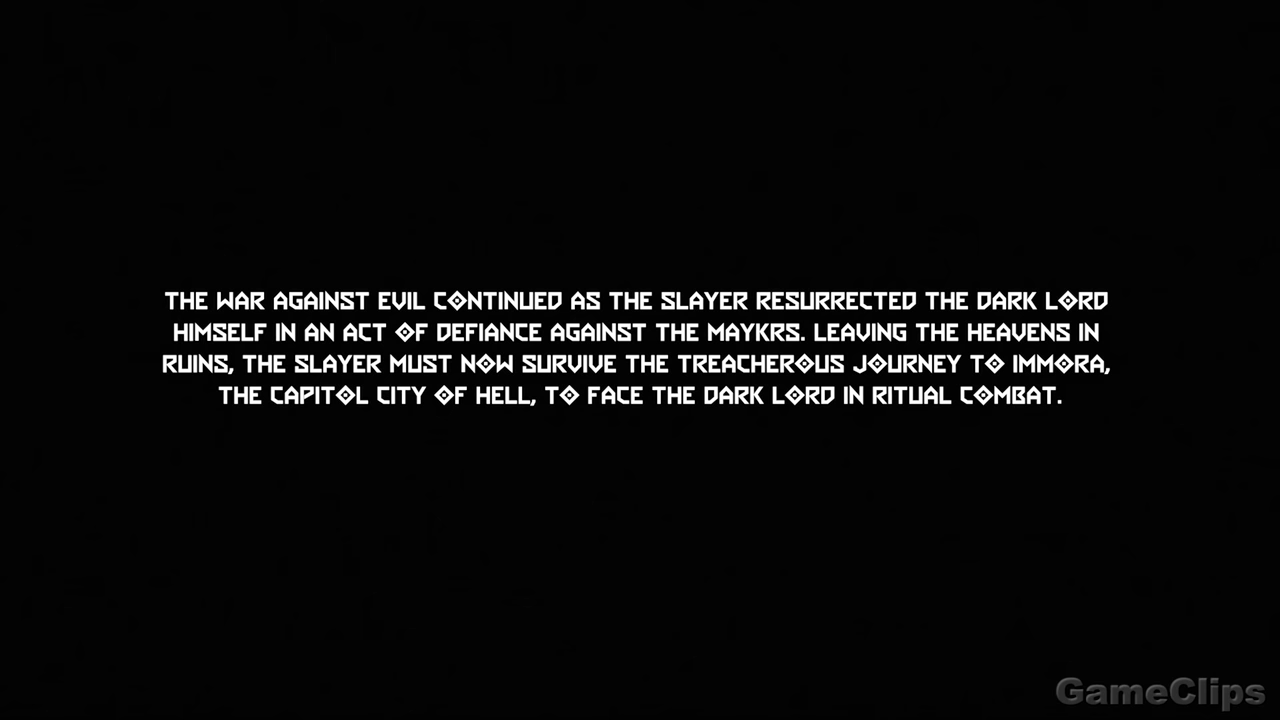 THE WAR AGAINST EVIL CONTINUED AS THE SLAYER RESURRECTED THE DARK LORD
HIMSELF IN AN ACT OF DEFIANCE AGAINST THE MAYKRS. LEAVING THE HEAVENS IN
RUINS, THE SLAYER MUST NOW SURVIVE THE TREACHEROUS JOURNEY TO IMMORA,
THE CAPITOL CITY OF HELL, TO FACE THE DARK LORD IN RITUAL COMBAT.
GameClips